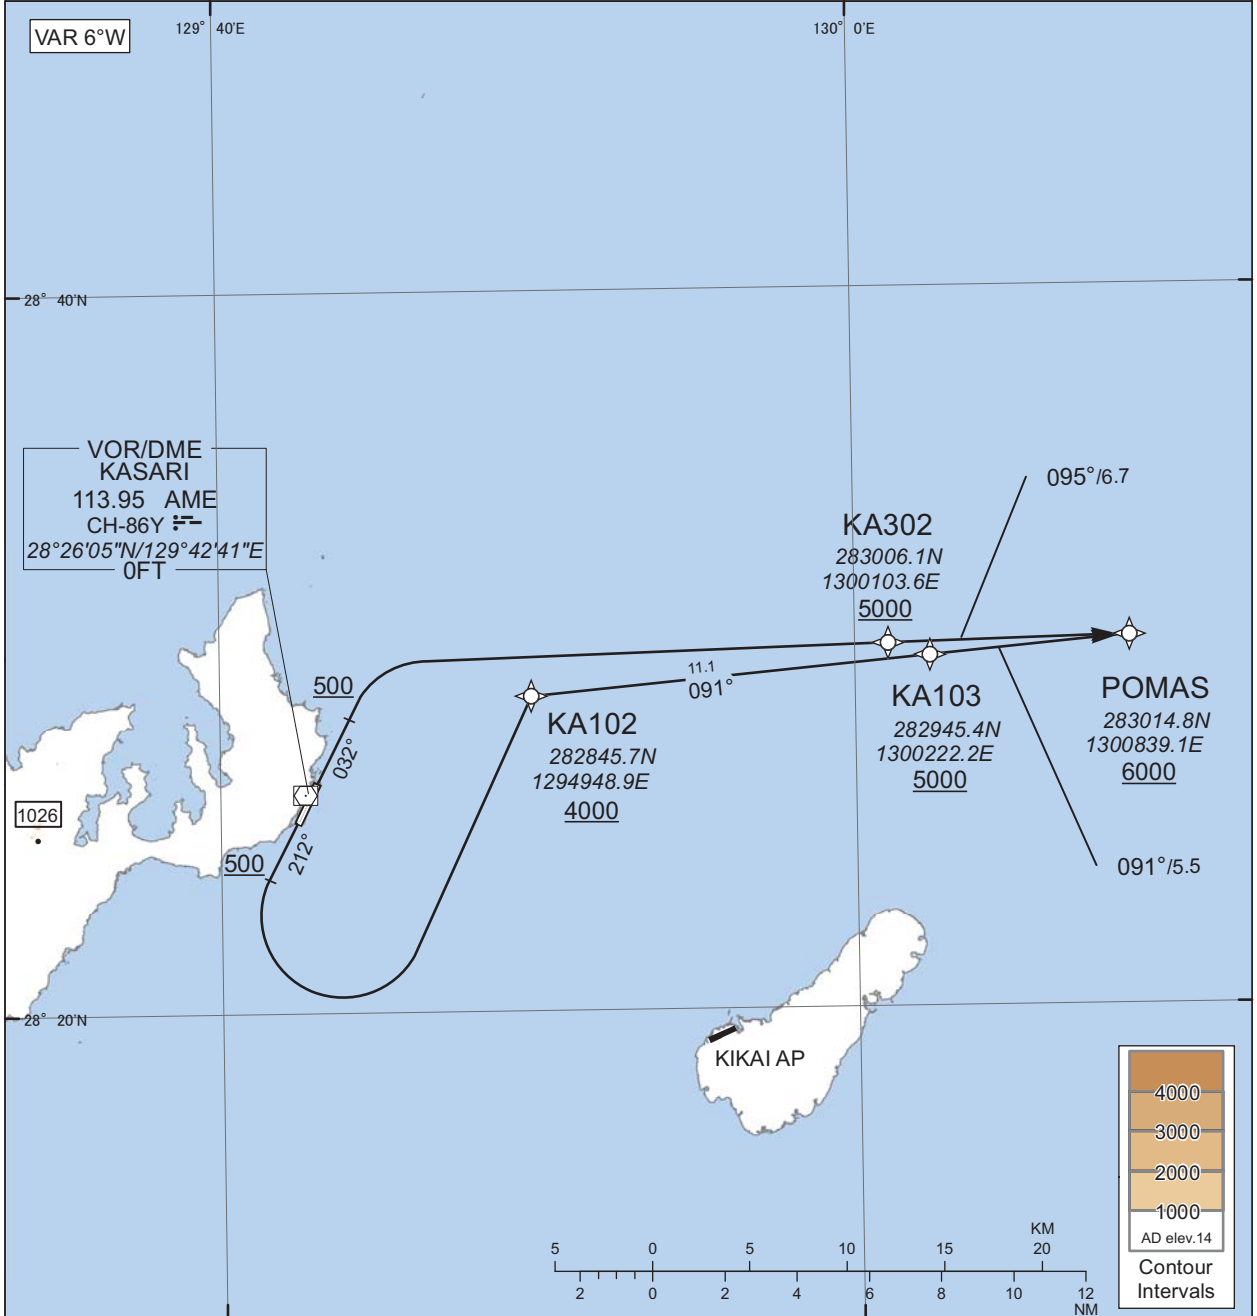 VAR 6°W
129° 40'E
130° 0'E
28° 40'N
VOR/DME
KASARI
113.95 AME
CH-86Y
28°26'05"N/129°42'41"E
0FT
095°/6.7
KA302
283006.1N
1300103.6E
5000
500
032°
11.1
091°
KA102
282845.7N
1294948.9E
4000
KA103
282945.4N
1300222.2E
5000
POMAS
283014.8N
1300839.1E
6000
1026
500
212°
091°/5.5
28° 20'N
KIKAI AP
4000
3000
2000
1000
AD elev.14
Contour
Intervals
KM
5 0 5 10 15 20
2 0 2 4 6 8 10 12
NM